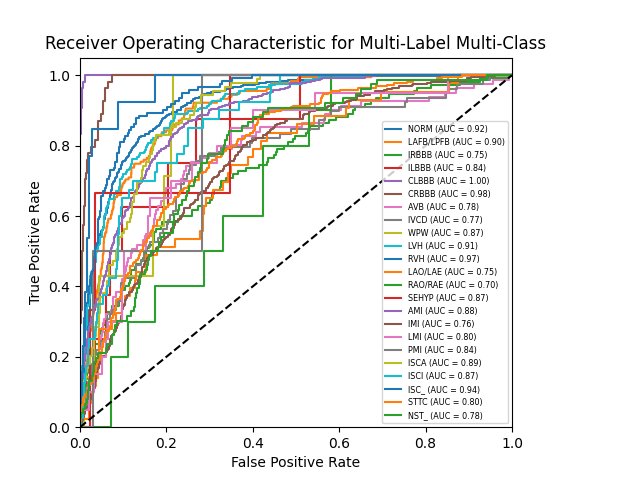 Receiver Operating Characteristic for Multi-Label Multi-Class
True Positive Rate
1.0
0.8
0.6
0.4
0.2
0.0
0.0 0.2 0.4 0.6 0.8 1.0
False Positive Rate
NORM (AUC = 0.92)
LAFB/LPFB (AUC = 0.90)
IRBBB (AUC = 0.75)
ILBBB (AUC = 0.84)
CLBBB (AUC = 1.00)
CRBBB (AUC = 0.98)
AVB (AUC = 0.78)
IVCD (AUC = 0.77)
WPW (AUC = 0.87)
LVH (AUC = 0.91)
RVH (AUC = 0.97)
LAO/LAE (AUC = 0.75)
RAO/RAE (AUC = 0.70)
SEHYP (AUC = 0.87)
AMI (AUC = 0.88)
IMI (AUC = 0.76)
LMI (AUC = 0.80)
PMI (AUC = 0.84)
ISCA (AUC = 0.89)
ISCI (AUC = 0.87)
ISC_ (AUC = 0.94)
STTC (AUC = 0.80)
NST_ (AUC = 0.78)